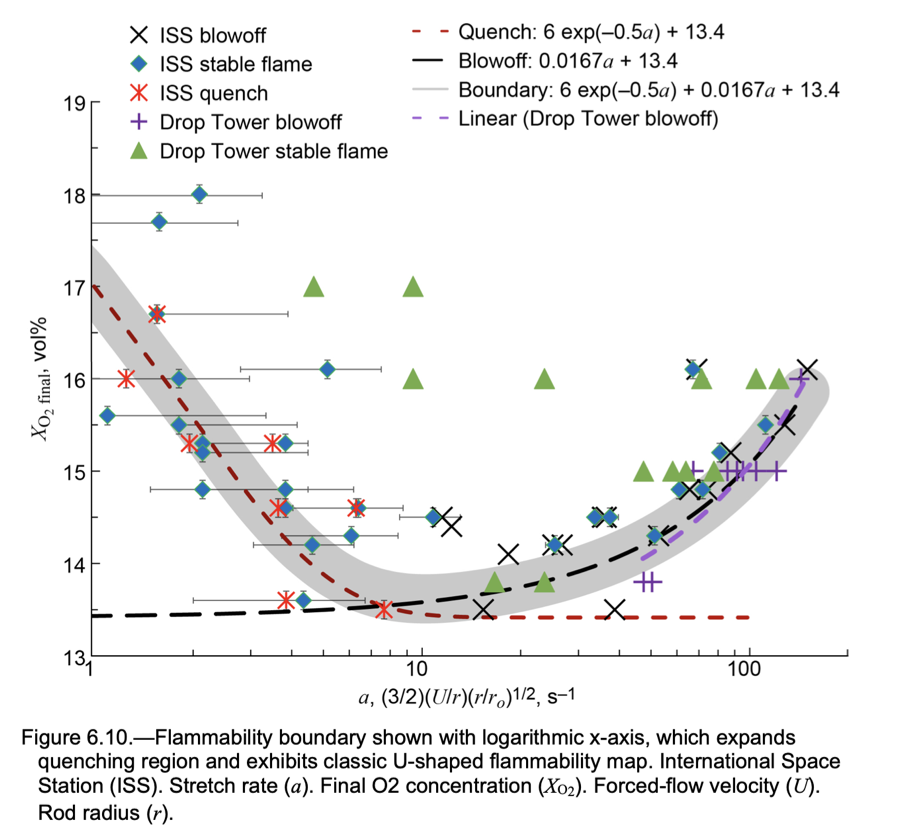 ISS blowoff
ISS stable flame
ISS quench
Drop Tower blowoff
Drop Tower stable flame
Quench: 6 exp(–0.5a) + 13.4
Blowoff: 0.0167a + 13.4
Boundary: 6 exp(–0.5a) + 0.0167a + 13.4
Linear (Drop Tower blowoff)
19
18
17
16
15
14
13
X_O2 final, vol%
1
10
100
a, (3/2)(U/r)(r/r_o)^1/2, s^–1
Figure 6.10.—Flammability boundary shown with logarithmic x-axis, which expands
quenching region and exhibits classic U-shaped flammability map. International Space
Station (ISS). Stretch rate (a). Final O2 concentration (X_O2). Forced-flow velocity (U).
Rod radius (r).